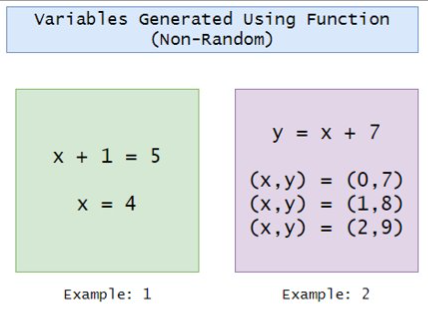 Variables Generated Using Function
(Non-Random)
x + 1 = 5
x = 4
y = x + 7
(x,y) = (0,7)
(x,y) = (1,8)
(x,y) = (2,9)
Example: 1
Example: 2